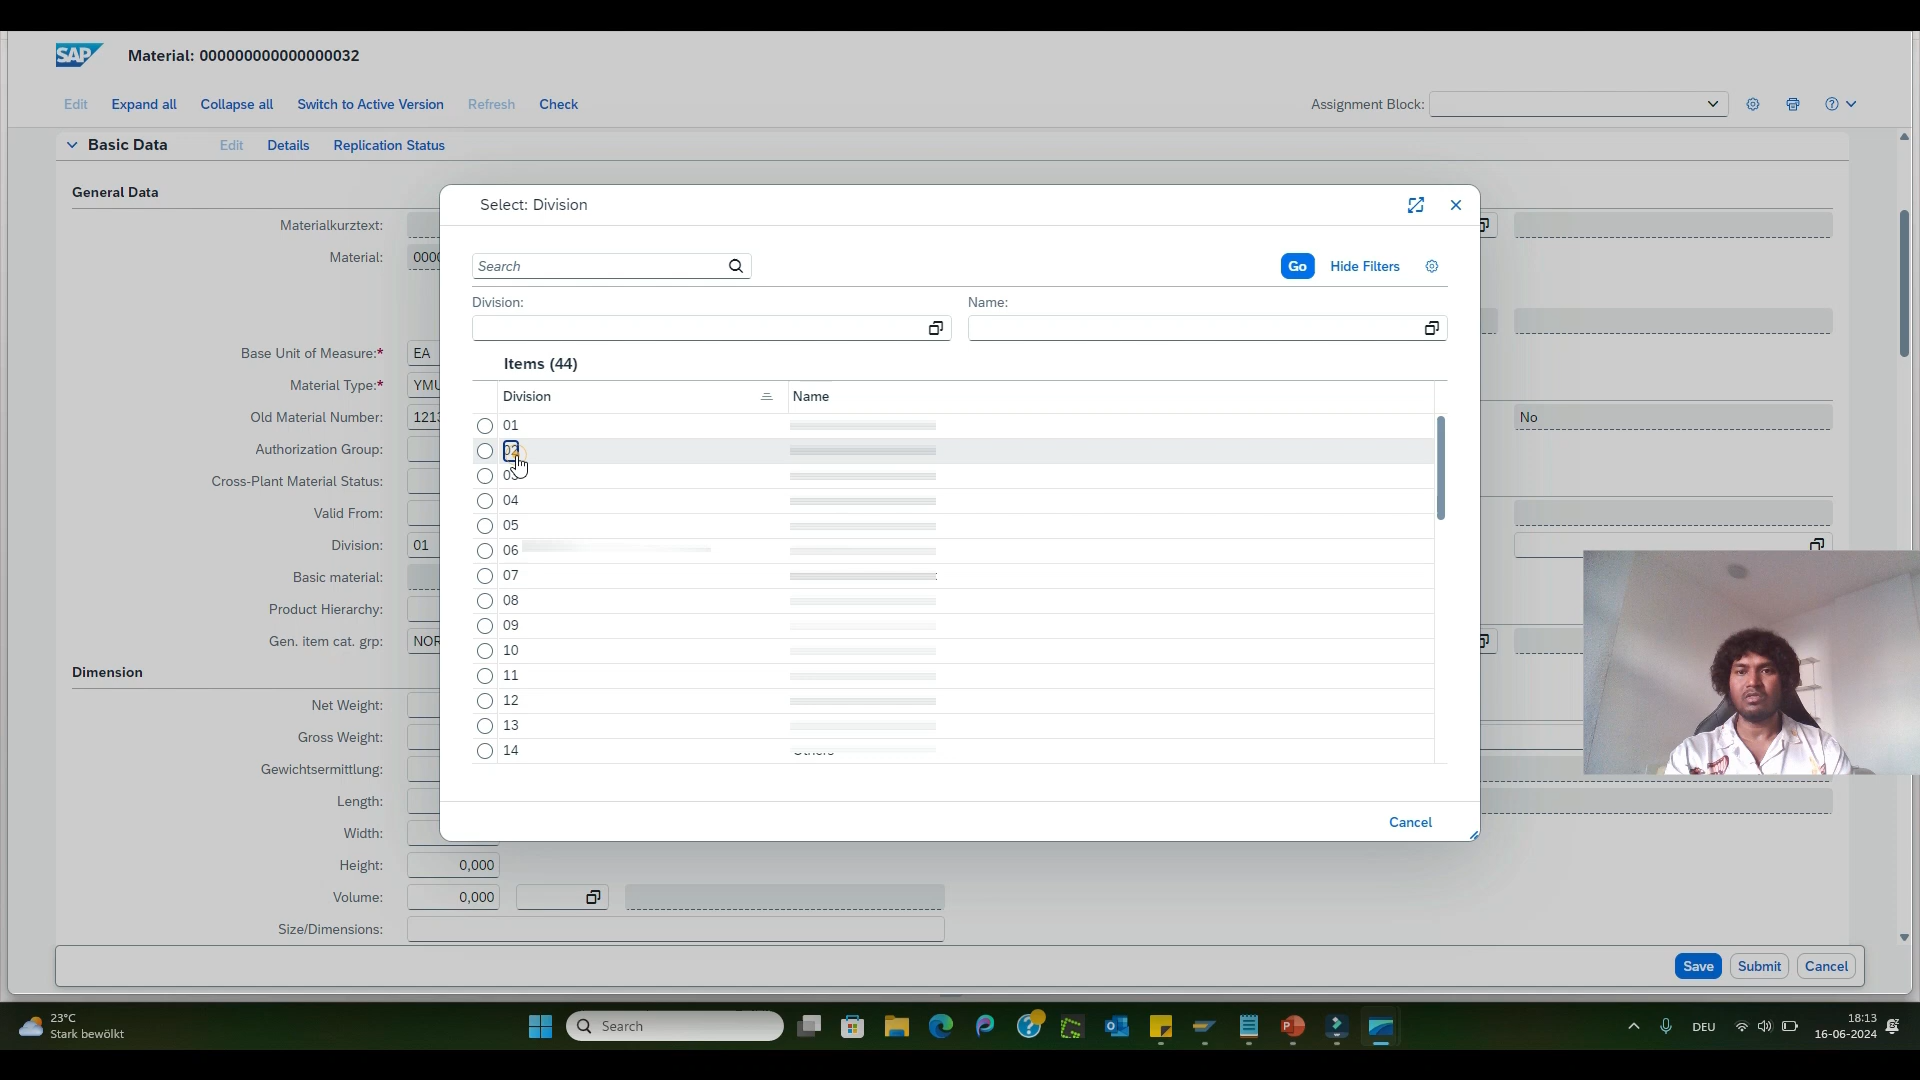 SAP Material: 000000000000000032
Edit Expand all Collapse all Switch to Active Version Refresh Check Assignment Block:
Basic Data Edit Details Replication Status
General Data
Select: Division
Materialkurztext:
Material: 0000
Search Go Hide Filters
Division: Name:
Base Unit of Measure:* EA
Items (44)
Material Type:* YMU
Division Name
Old Material Number: 1213 No
01
Authorization Group:
02
Cross-Plant Material Status:
03
04
Valid From:
05
Division: 01
06
Basic material:
07
Product Hierarchy:
08
09
Gen. item cat. grp: NOR
10
Dimension
11
Net Weight:
12
Gross Weight:
13
14
Gewichtsermittlung:
Length:
Cancel
Width:
Height: 0,000
Volume: 0,000
Size/Dimensions:
Save Submit Cancel
23°C
Stark bewölkt
Search
DEU
18:13
16-06-2024